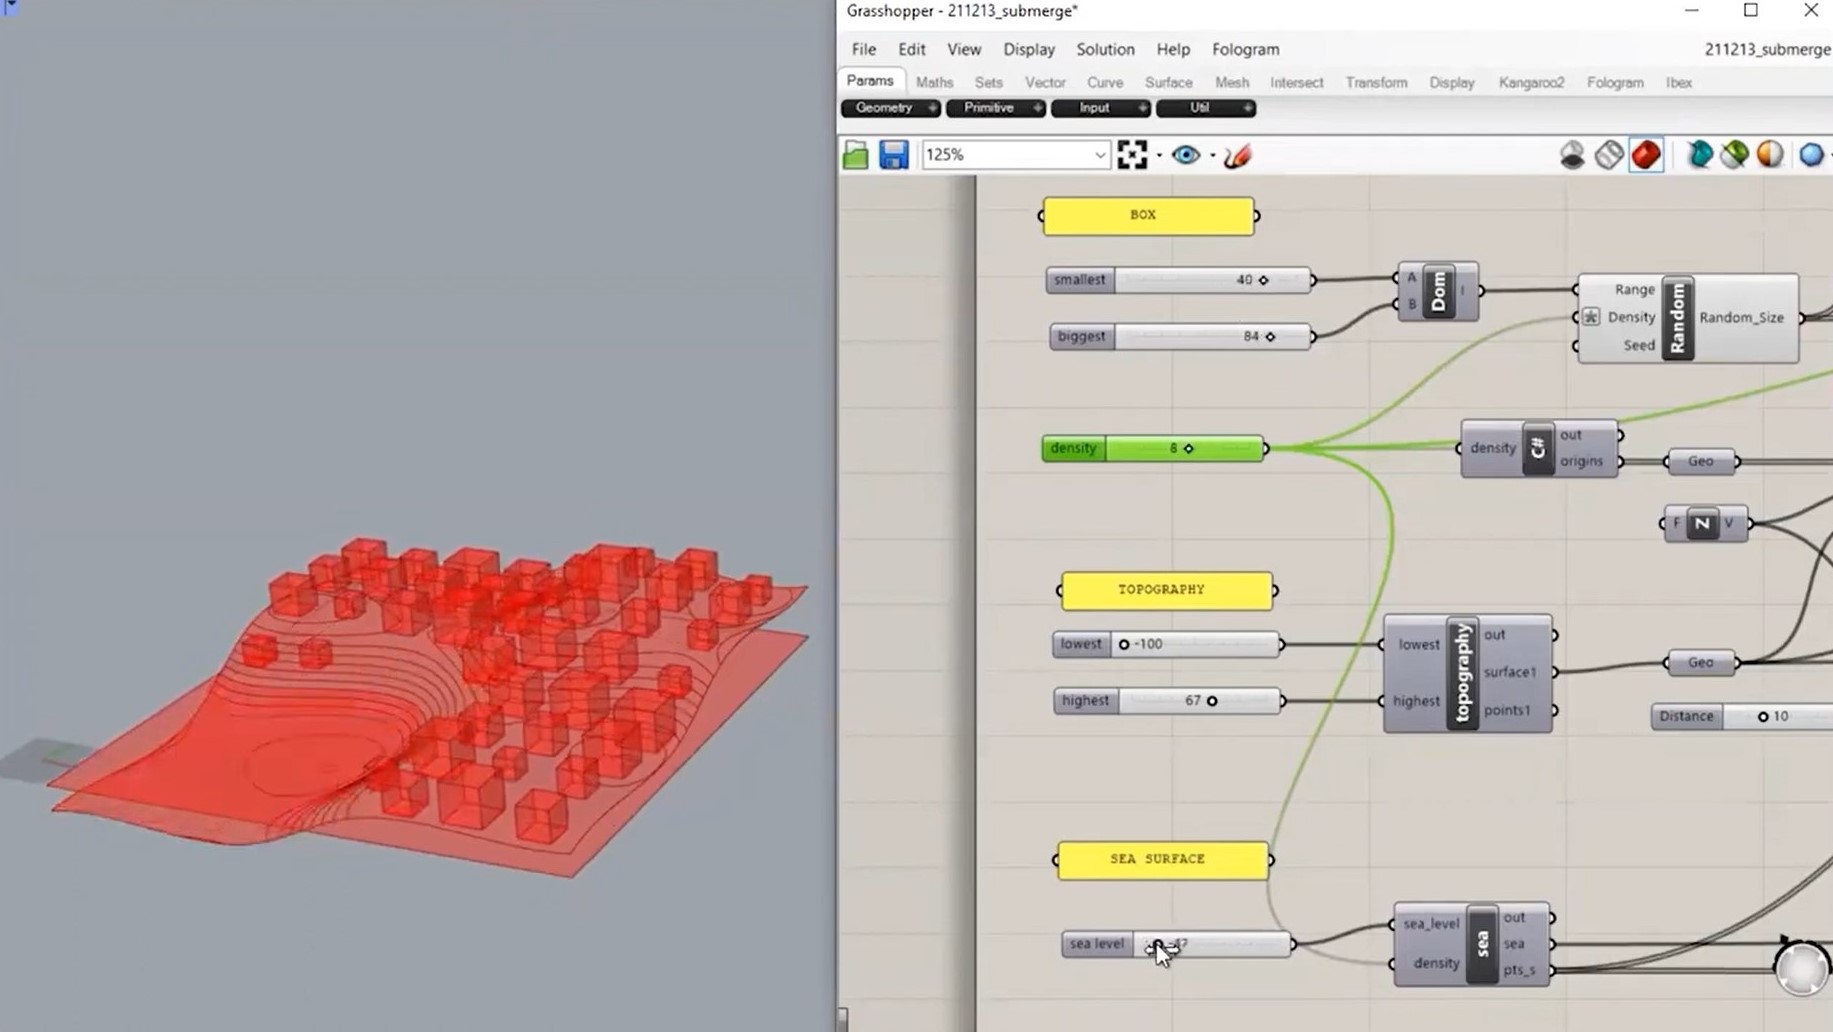 Grasshopper - 211213_submerge*
File Edit View Display Solution Help Fologram 211213_submerge
Params Maths Sets Vector Curve Surface Mesh Intersect Transform Display Kangaroo2 Fologram Ibex
Geometry Primitive Input Util
125%
BOX
smallest 40
A
B
Dom
I
biggest 84
Range
Density
Seed
Random
Random_Size
density 8
density
C#
out
origins
Geo
F
Z
V
TOPOGRAPHY
lowest -100
highest 67
lowest
highest
topography
out
surface1
points1
Geo
Distance 10
SEA SURFACE
sea level
sea_level
density
sea
out
sea
pts_s